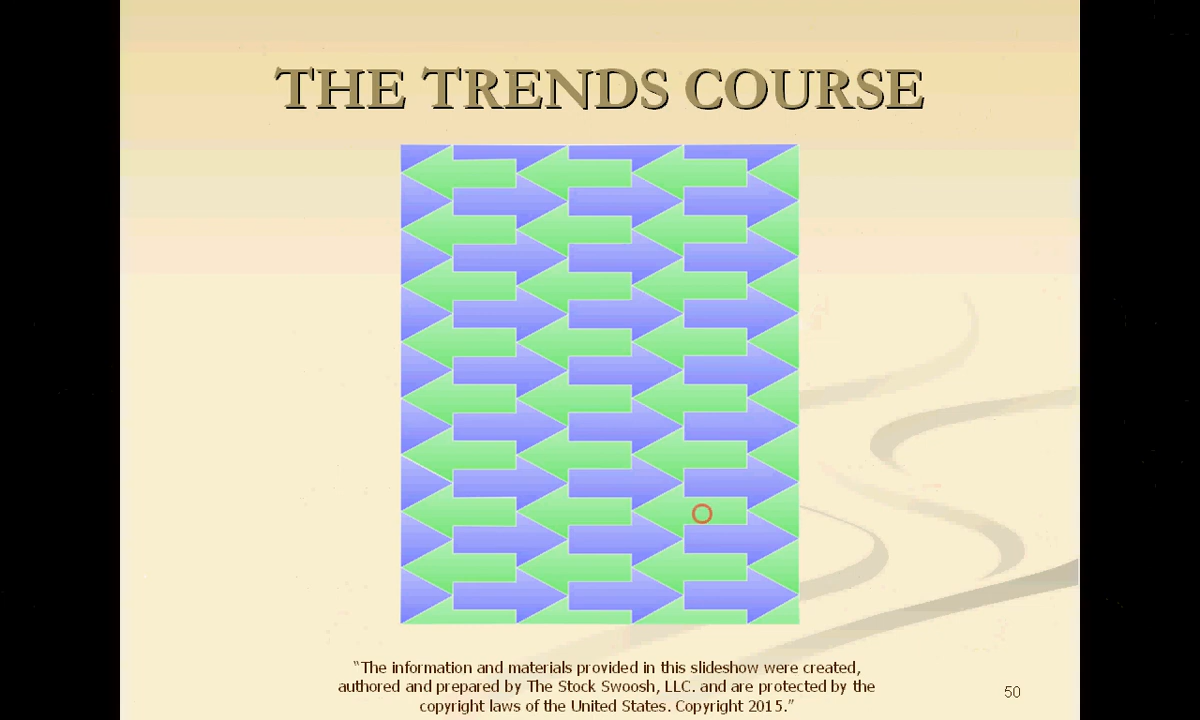 THE TRENDS COURSE
“The information and materials provided in this slideshow were created,
authored and prepared by The Stock Swoosh, LLC. and are protected by the
copyright laws of the United States. Copyright 2015.”
50